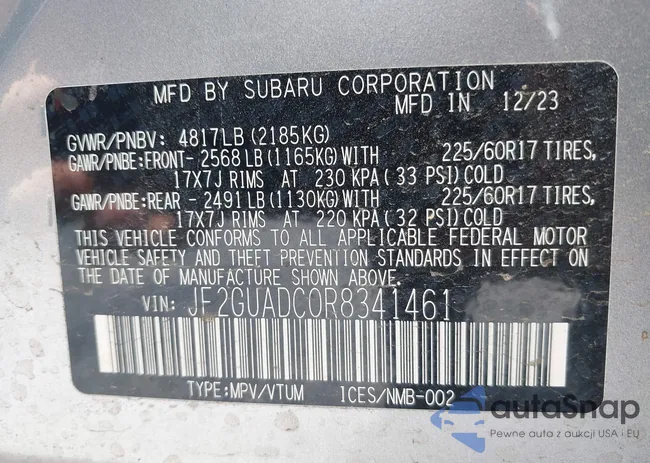 MFD BY SUBARU CORPORATION
MFD IN 12/23
GVWR/PNBV: 4817LB (2185KG)
GAWR/PNBE:FRONT- 2568 LB (1165KG) WITH 225/60R17 TIRES,
17X7J RIMS AT 230 KPA ( 33 PSI) COLD
GAWR/PNBE:REAR - 2491 LB (1130KG) WITH 225/60R17 TIRES,
17X7J RIMS AT 220 KPA ( 32 PSI) COLD
THIS VEHICLE CONFORMS TO ALL APPLICABLE FEDERAL MOTOR
VEHICLE SAFETY AND THEFT PREVENTION STANDARDS IN EFFECT ON
THE DATE OF MANUFACTURE SHOWN ABOVE.
VIN: JF2GUADC0R8341461
TYPE:MPV/VTUM ICES/NMB-002
autoSnap
Pewne auta z aukcji USA i EU